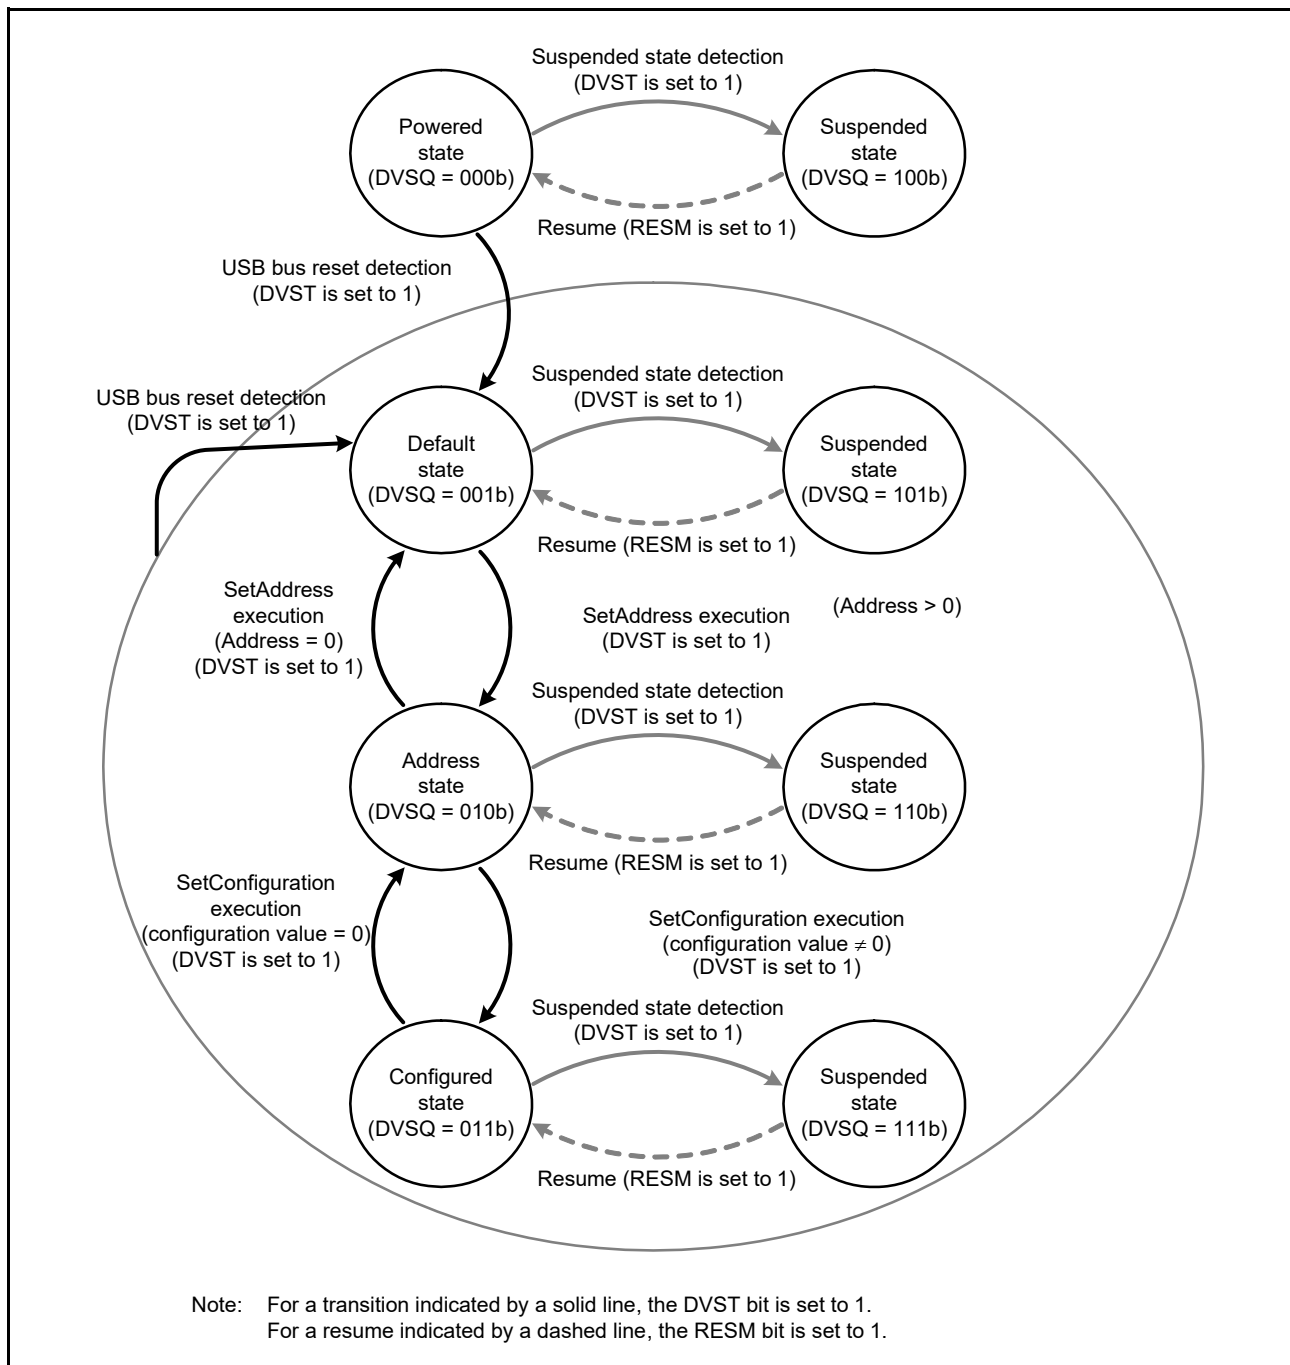 Suspended state detection
(DVST is set to 1)
Powered
state
(DVSQ = 000b)
Suspended
state
(DVSQ = 100b)
Resume (RESM is set to 1)
USB bus reset detection
(DVST is set to 1)
USB bus reset detection
(DVST is set to 1)
Suspended state detection
(DVST is set to 1)
Default
state
(DVSQ = 001b)
Suspended
state
(DVSQ = 101b)
Resume (RESM is set to 1)
SetAddress
execution
(Address = 0)
(DVST is set to 1)
SetAddress execution
(DVST is set to 1)
(Address > 0)
Suspended state detection
(DVST is set to 1)
Address
state
(DVSQ = 010b)
Suspended
state
(DVSQ = 110b)
Resume (RESM is set to 1)
SetConfiguration
execution
(configuration value = 0)
(DVST is set to 1)
SetConfiguration execution
(configuration value ≠ 0)
(DVST is set to 1)
Suspended state detection
(DVST is set to 1)
Configured
state
(DVSQ = 011b)
Suspended
state
(DVSQ = 111b)
Resume (RESM is set to 1)
Note: For a transition indicated by a solid line, the DVST bit is set to 1.
For a resume indicated by a dashed line, the RESM bit is set to 1.